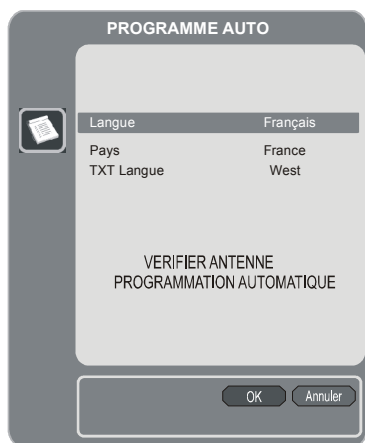 PROGRAMME AUTO
Langue Français
Pays France
TXT Langue West
VERIFIER ANTENNE
PROGRAMMATION AUTOMATIQUE
OK Annuler